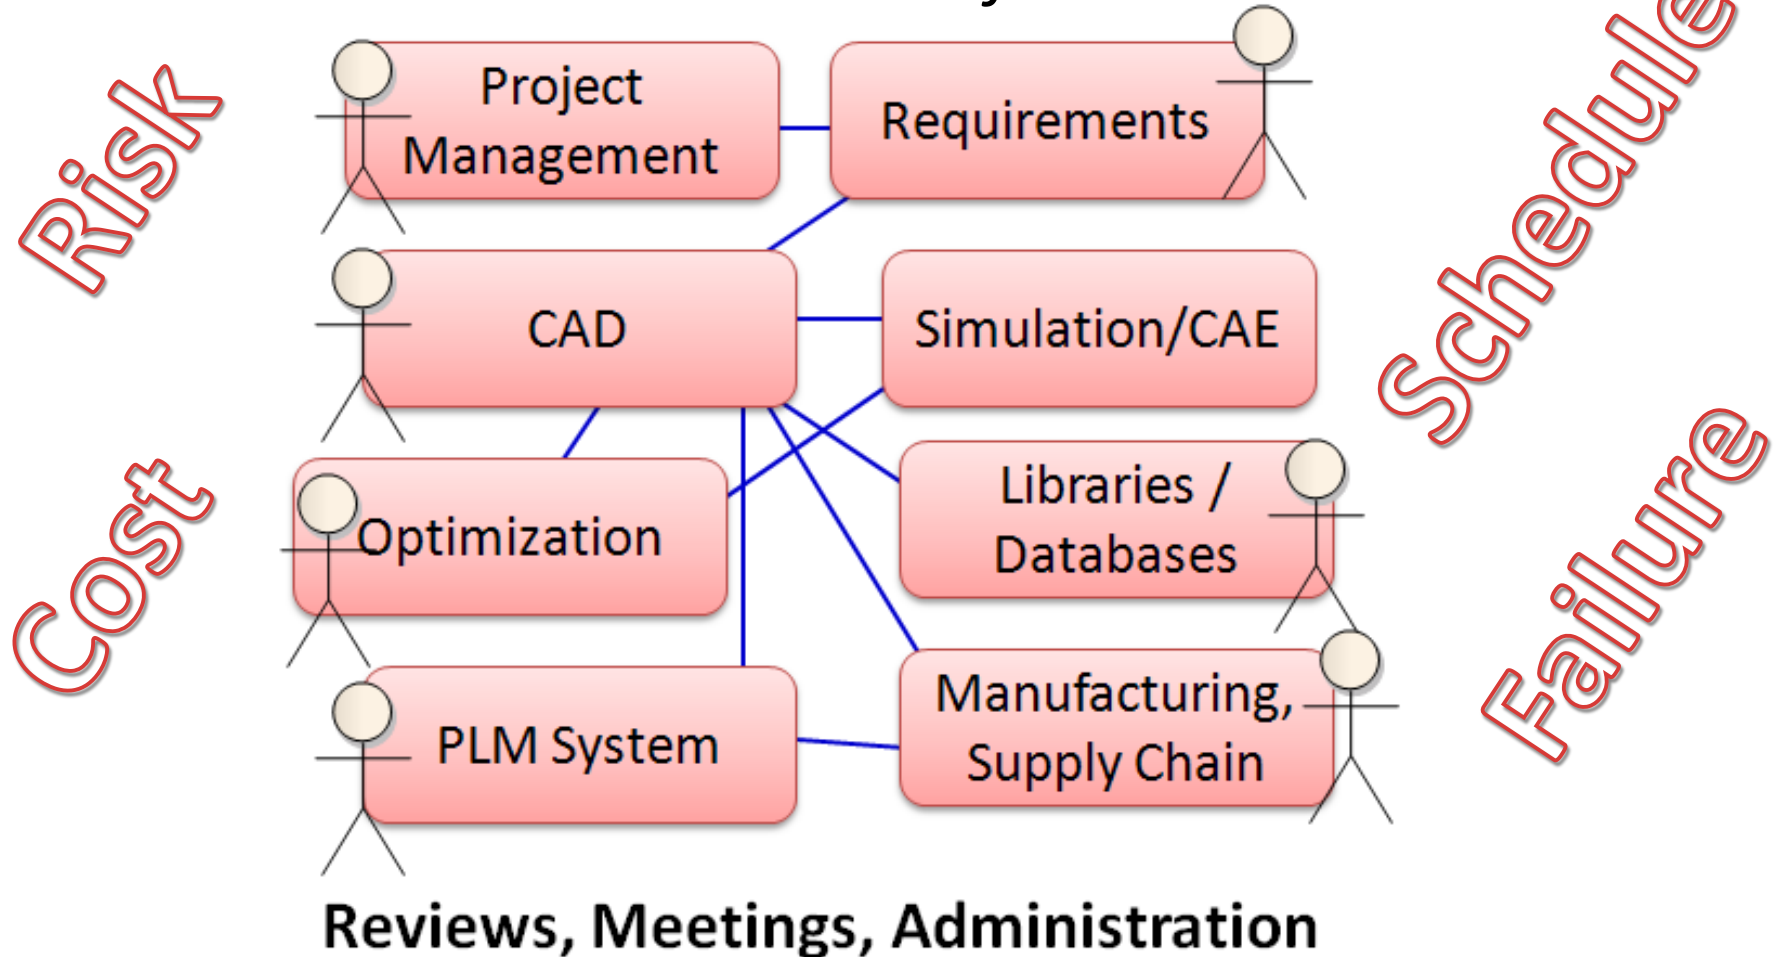 Risk
Cost
Project
Management
Requirements
CAD
Simulation/CAE
Optimization
Libraries /
Databases
PLM System
Manufacturing,
Supply Chain
Schedule
Failure
Reviews, Meetings, Administration